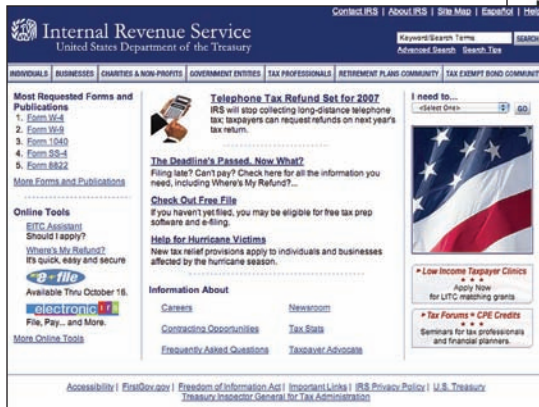 Contact IRS | About IRS | Site Map | Español | Help
Internal Revenue Service
United States Department of the Treasury
Keyword/Search Terms
SEARCH
Advanced Search Search Tips
INDIVIDUALS
BUSINESSES
CHARITIES & NON-PROFITS
GOVERNMENT ENTITIES
TAX PROFESSIONALS
RETIREMENT PLANS COMMUNITY
TAX EXEMPT BOND COMMUNIT
Most Requested Forms and
Publications
1. Form W-4
2. Form W-9
3. Form 1040
4. Form SS-4
5. Form 8822
More Forms and Publications
Online Tools
EITC Assistant
Should I apply?
Where's My Refund?
It's quick, easy and secure
e-file
Available Thru October 16.
electronic IRS
File, Pay... and More.
More Online Tools
Telephone Tax Refund Set for 2007
IRS will stop collecting long-distance telephone
tax; taxpayers can request refunds on next year's
tax return.
The Deadline's Passed. Now What?
Filing late? Can't pay? Check here for all the information you
need, including Where's My Refund?...
Check Out Free File
If you haven't yet filed, you may be eligible for free tax prep
software and e-filing.
Help for Hurricane Victims
New tax relief provisions apply to individuals and businesses
affected by the hurricane season.
Information About
Careers
Newsroom
Contracting Opportunities
Tax Stats
Frequently Asked Questions
Taxpayer Advocate
I need to...
<Select One>
GO
Low Income Taxpayer Clinics
Apply Now
for LITC matching grants
Tax Forums * CPE Credits
Seminars for tax professionals
and financial planners.
Accessibility | FirstGov.gov | Freedom of Information Act | Important Links | IRS Privacy Policy | U.S. Treasury
Treasury Inspector General for Tax Administration